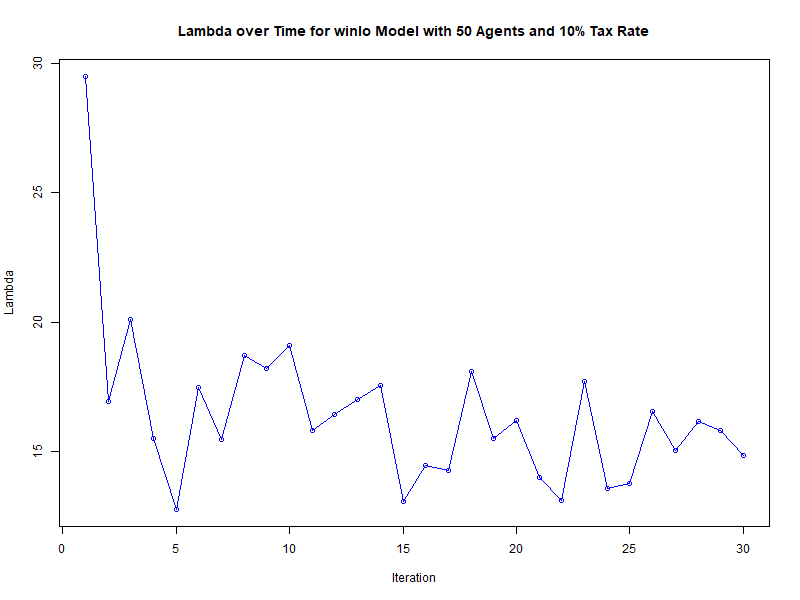 Lambda over Time for winlo Model with 50 Agents and 10% Tax Rate
30
25
20
15
Lambda
0 5 10 15 20 25 30
Iteration